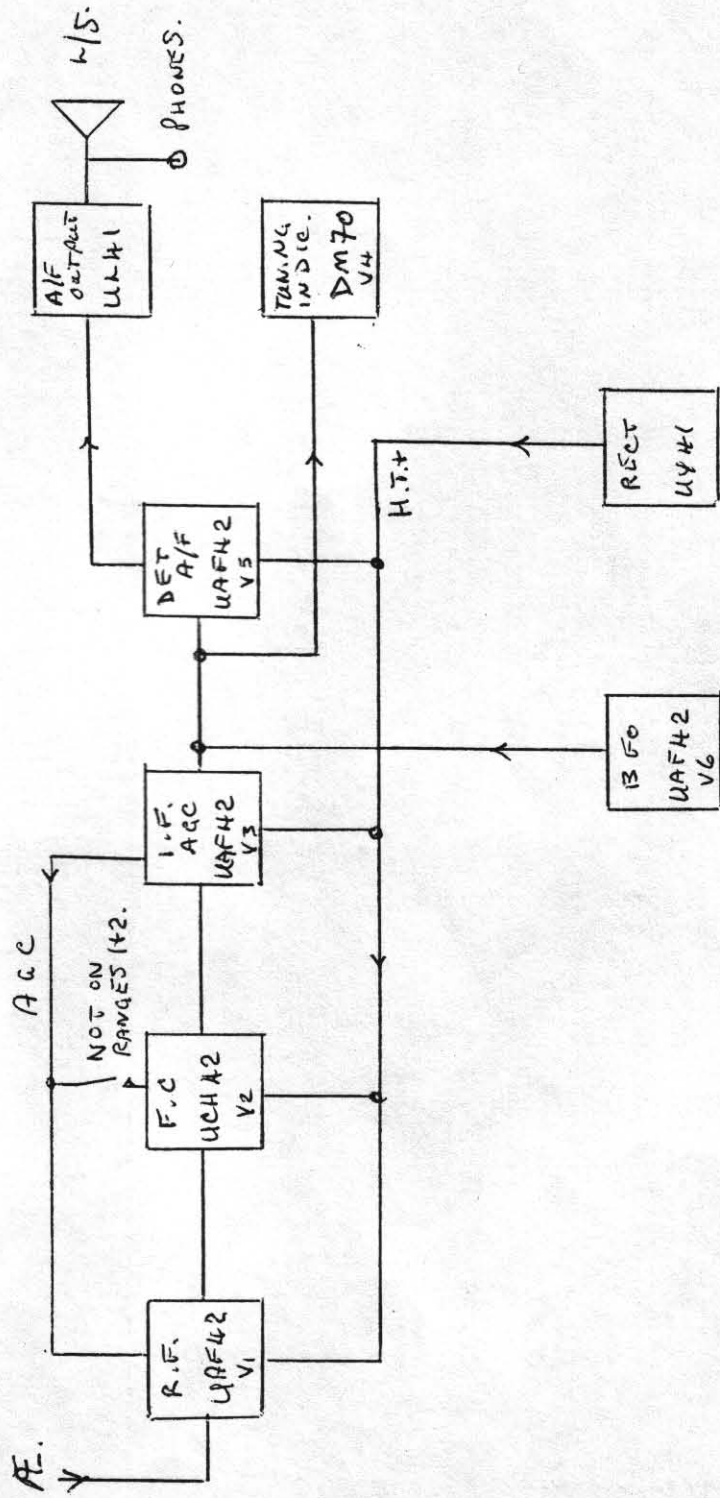 Æ.
R.F.
UAF42
V1
AGC
NOT ON
RANGES 1+2.
F.C
UCH42
V2
I.F.
AGC
UAF42
V3
DET
A/F
UAF42
V5
A/F
OUTPUT
UL41
L/S.
PHONES.
TUNING
INDIC.
DM70
V4
H.T.+
BFO
UAF42
V6
RECT
UY41